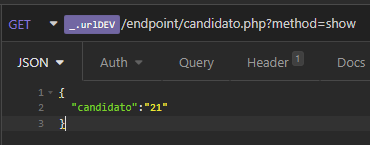 GET _.urlDEV /endpoint/candidato.php?method=show
JSON Auth Query Header 1 Docs
1 {
2 "candidato":"21"
3 }